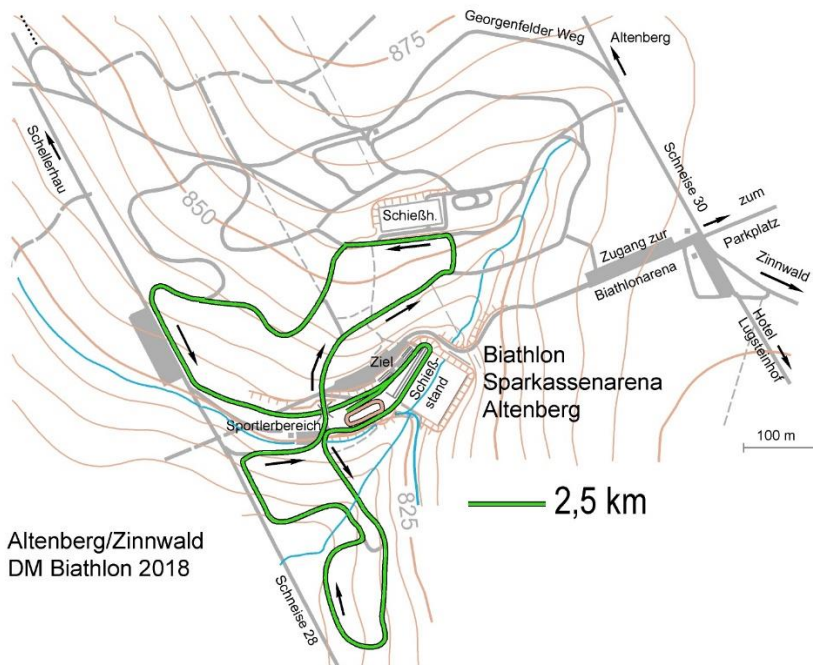 Georgenfelder Weg
Altenberg
875
Schellerhau
850
Schneise 30
Schießh.
zum
Parkplatz
Zugang zur
Biathlonarena
Zinnwald
Hotel
Lugsteinhof
Ziel
Schieß-
stand
Biathlon
Sparkassenarena
Altenberg
Sportlerbereich
100 m
825
2,5 km
Altenberg/Zinnwald
DM Biathlon 2018
Schneise 28